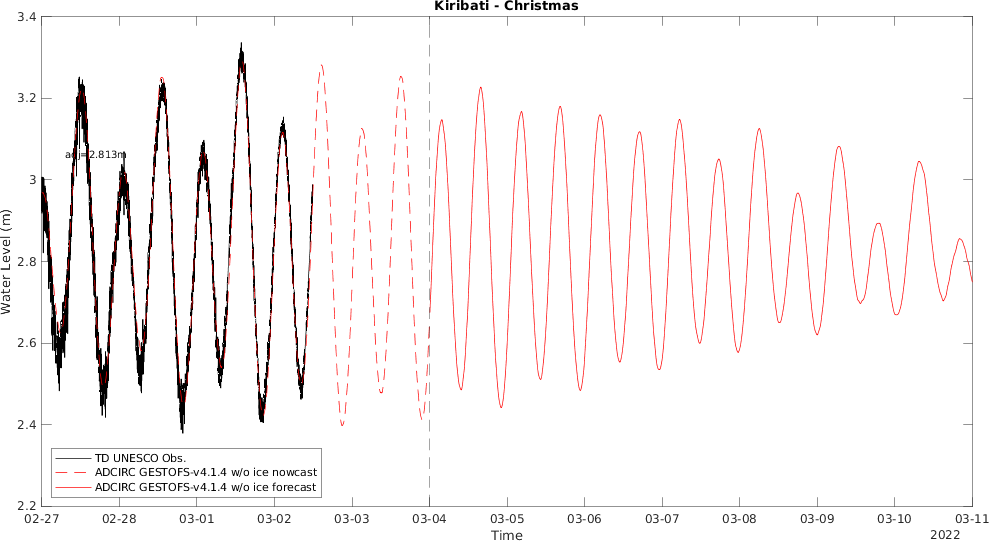 Kiribati - Christmas
3.4
3.2
3
2.8
2.6
2.4
2.2
Water Level (m)
adj=2.813m
TD UNESCO Obs.
ADCIRC GESTOFS-v4.1.4 w/o ice nowcast
ADCIRC GESTOFS-v4.1.4 w/o ice forecast
02-27 02-28 03-01 03-02 03-03 03-04 03-05 03-06 03-07 03-08 03-09 03-10 03-11
Time
2022